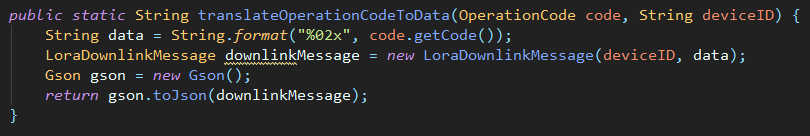 public static String translateOperationCodeToData(OperationCode code, String deviceID) {
String data = String.format("%02x", code.getCode());
LoraDownlinkMessage downlinkMessage = new LoraDownlinkMessage(deviceID, data);
Gson gson = new Gson();
return gson.toJson(downlinkMessage);
}